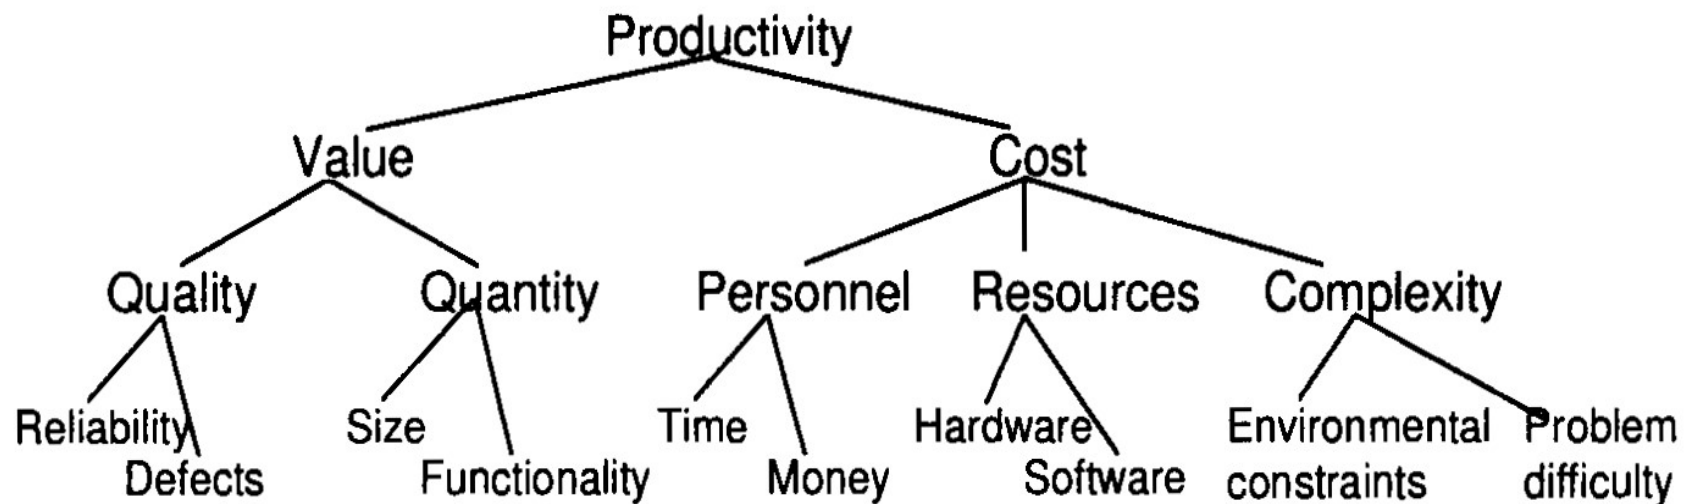 Productivity
Value Cost
Quality Quantity Personnel Resources Complexity
Reliability Size Time Hardware Environmental Problem
Defects Functionality Money Software constraints difficulty